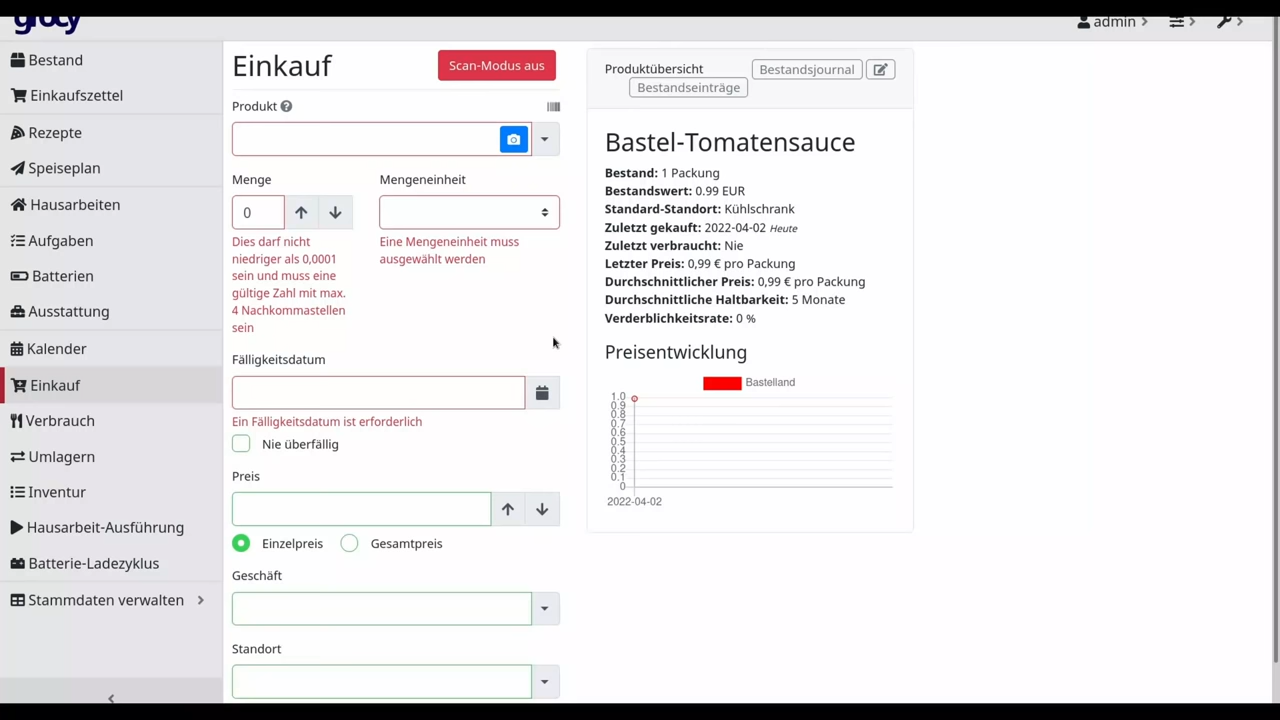 grocy
admin
Bestand
Einkaufszettel
Rezepte
Speiseplan
Hausarbeiten
Aufgaben
Batterien
Ausstattung
Kalender
Einkauf
Verbrauch
Umlagern
Inventur
Hausarbeit-Ausführung
Batterie-Ladezyklus
Stammdaten verwalten
Einkauf
Scan-Modus aus
Produkt
Menge
Mengeneinheit
0
Dies darf nicht
niedriger als 0,0001
sein und muss eine
gültige Zahl mit max.
4 Nachkommastellen
sein
Eine Mengeneinheit muss
ausgewählt werden
Fälligkeitsdatum
Ein Fälligkeitsdatum ist erforderlich
Nie überfällig
Preis
Einzelpreis
Gesamtpreis
Geschäft
Standort
Produktübersicht
Bestandsjournal
Bestandseinträge
Bastel-Tomatensauce
Bestand: 1 Packung
Bestandswert: 0.99 EUR
Standard-Standort: Kühlschrank
Zuletzt gekauft: 2022-04-02 Heute
Zuletzt verbraucht: Nie
Letzter Preis: 0,99 € pro Packung
Durchschnittlicher Preis: 0,99 € pro Packung
Durchschnittliche Haltbarkeit: 5 Monate
Verderblichkeitsrate: 0 %
Preisentwicklung
Bastelland
1.0
0.9
0.8
0.7
0.6
0.5
0.4
0.3
0.2
0.1
0
2022-04-02